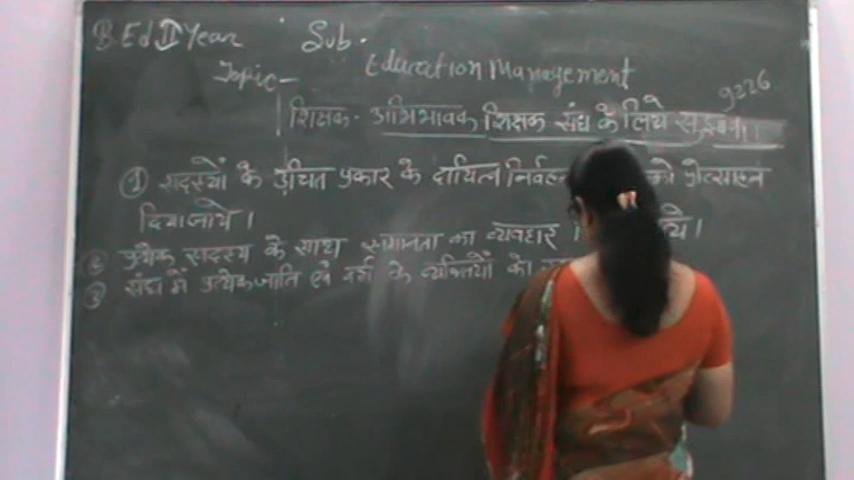 B.Ed II Year Sub.
Education Management
Topic-
9226
शिक्षक- अभिभावक शिक्षक संघ के लिये सुझाव।
① सदस्यों के उचित प्रकार के दायित्व निर्वहन को प्रोत्साहन
दिया जाये।
② प्रत्येक सदस्य के साथ समानता का व्यवहार
③ संघ में प्रत्येक जाति एवं वर्ग के व्यक्तियों को